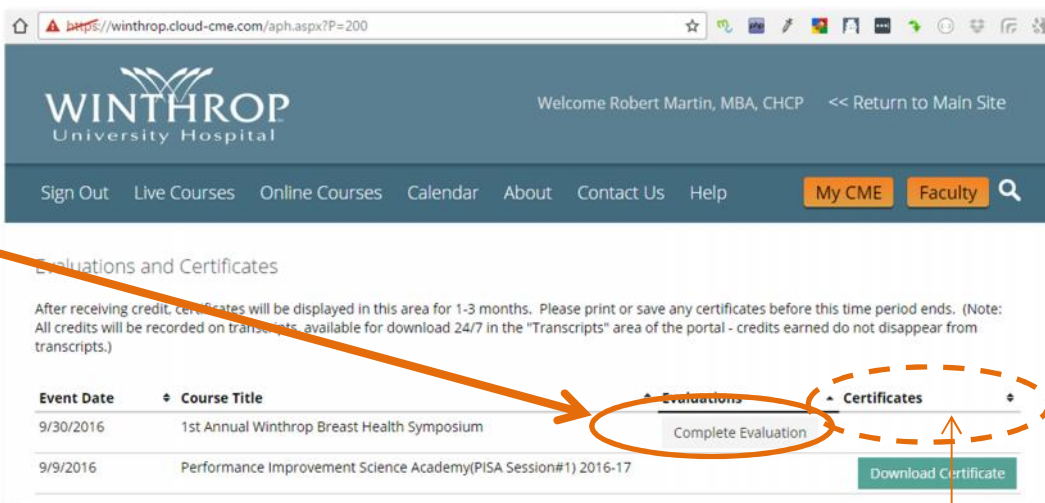 https://winthrop.cloud-cme.com/aph.aspx?P=200
WINTHROP
University Hospital
Welcome Robert Martin, MBA, CHCP << Return to Main Site
Sign Out Live Courses Online Courses Calendar About Contact Us Help My CME Faculty
Evaluations and Certificates
After receiving credit, certificates will be displayed in this area for 1-3 months. Please print or save any certificates before this time period ends. (Note:
All credits will be recorded on transcripts, available for download 24/7 in the "Transcripts" area of the portal - credits earned do not disappear from
transcripts.)
Event Date Course Title Evaluations Certificates
9/30/2016 1st Annual Winthrop Breast Health Symposium Complete Evaluation
9/9/2016 Performance Improvement Science Academy(PISA Session#1) 2016-17 Download Certificate